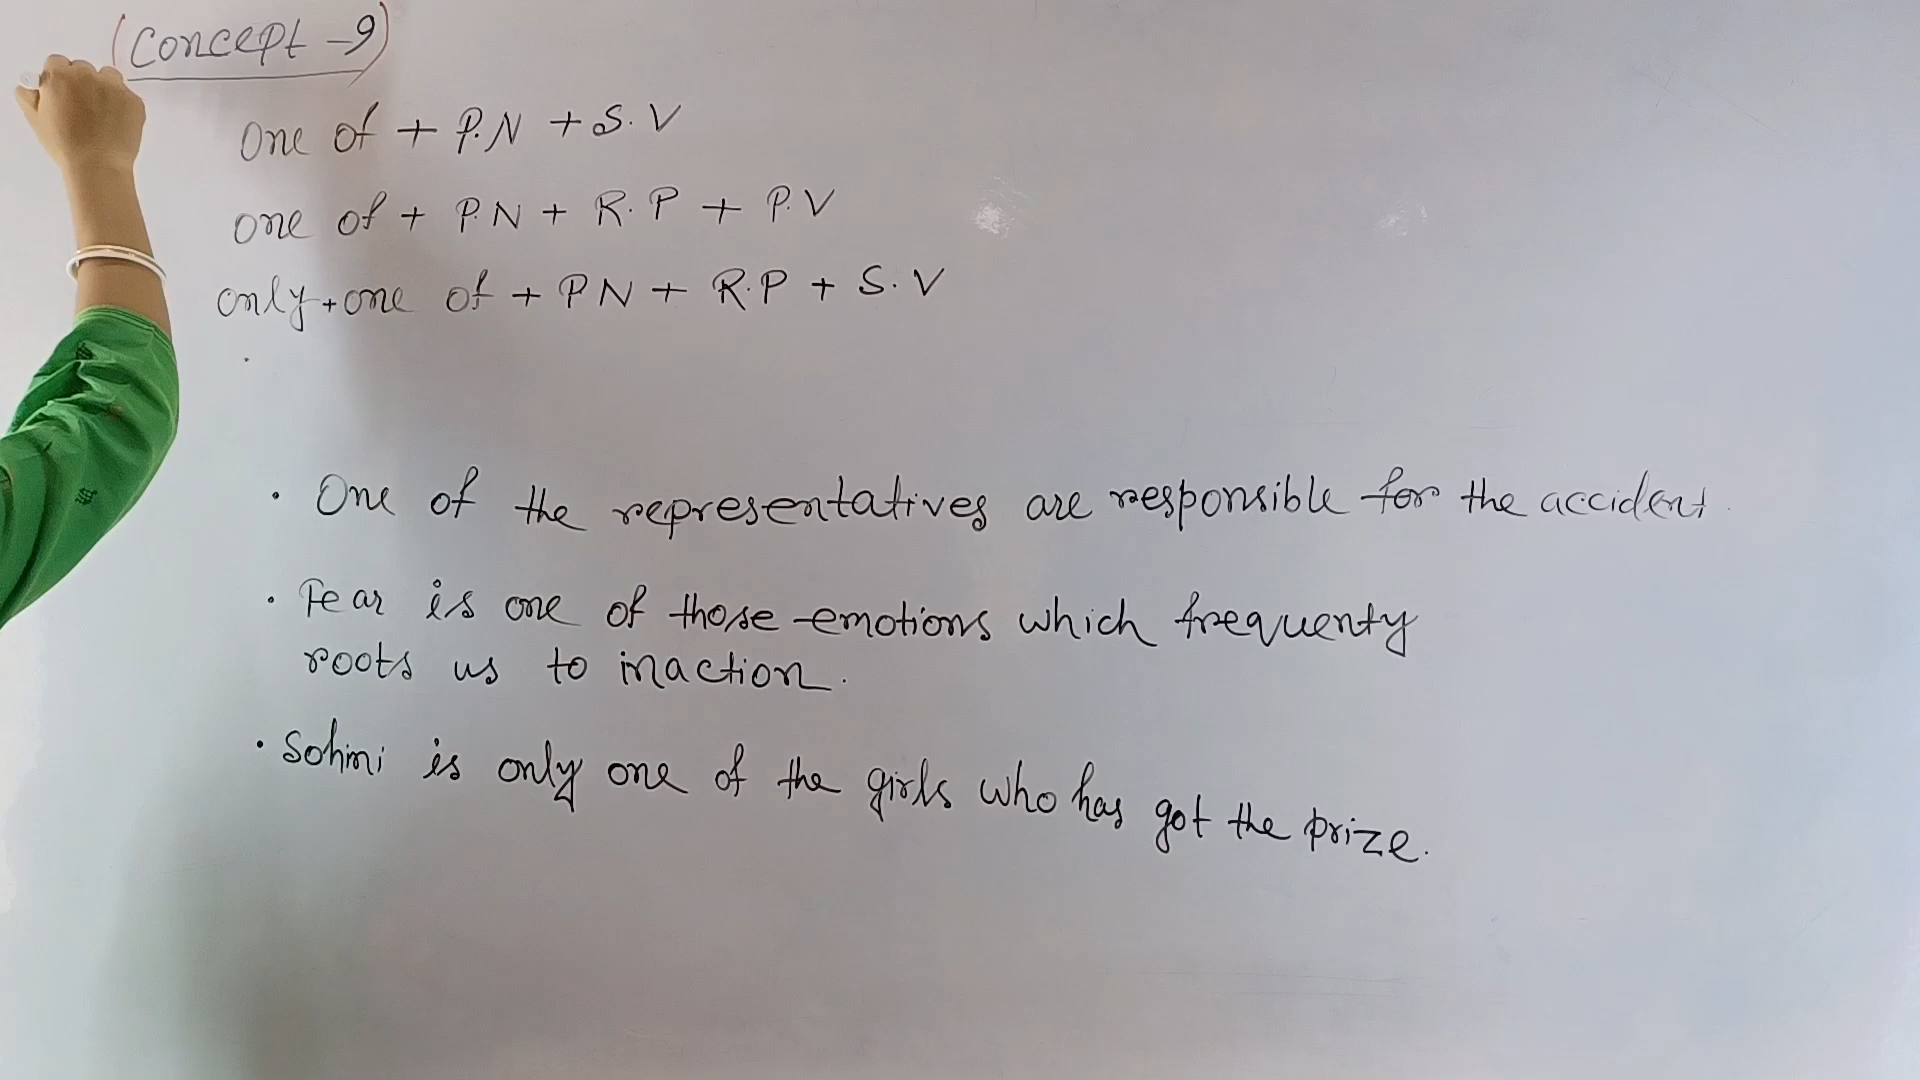 (Concept - 9)
One of + P.N + S.V
one of + P.N + R.P + P.V
only + one of + PN + R.P + S.V
• One of the representatives are responsible for the accident.
• Fear is one of those emotions which frequenty
roots us to inaction.
• Sohini is only one of the girls who has got the prize.